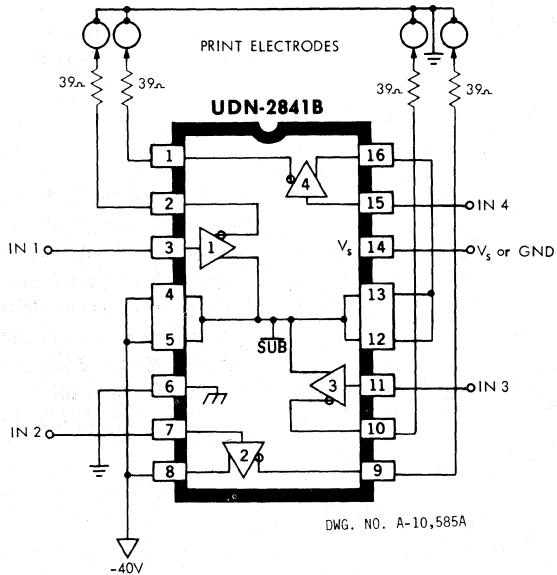 PRINT ELECTRODES
39Ω 39Ω 39Ω 39Ω
UDN-2841B
1 16
4
2 15 IN 4
IN 1 3 1 Vs 14 Vs or GND
4 13
5 SUB 12
6 3 11 IN 3
IN 2 7 10
8 2 9
DWG. NO. A-10,585A
-40V